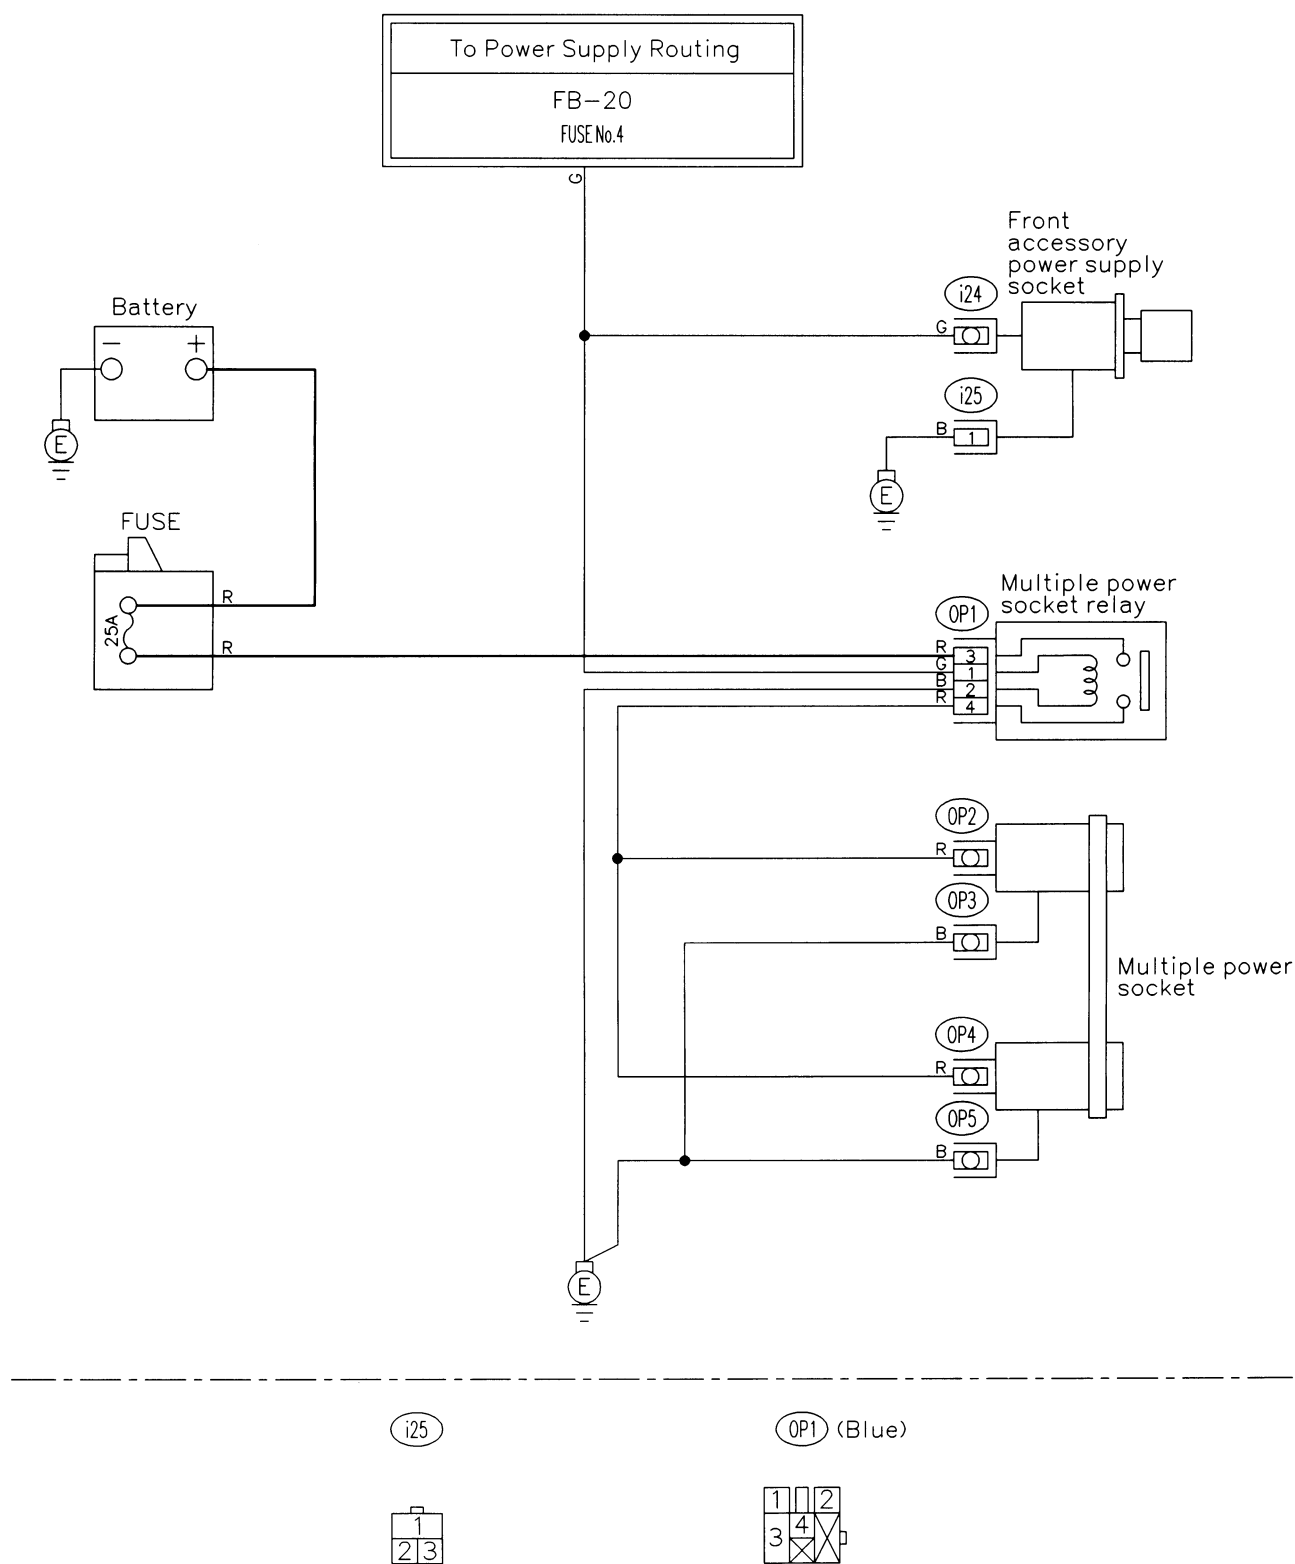 To Power Supply Routing
FB-20
FUSE No.4
G
Front
accessory
power supply
socket
i24
G
Battery
- +
i25
B
1
E
E
FUSE
R
25A
R
Multiple power
socket relay
OP1
R
3
G
1
B
2
R
4
OP2
R
OP3
B
Multiple power
socket
OP4
R
OP5
B
E
i25
OP1 (Blue)
1
2 3
1 2
3 4